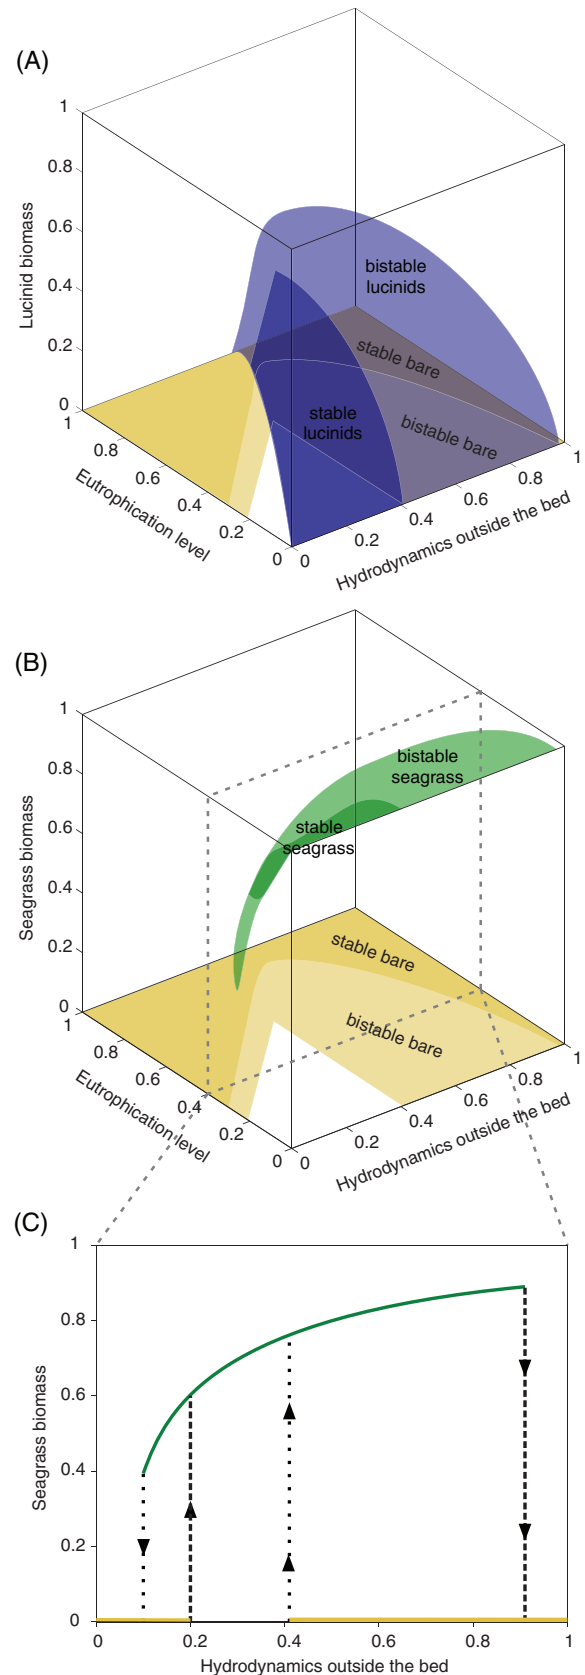 (A)
1
0.8
0.6
0.4
0.2
0
Lucinid biomass
bistable
lucinids
stable bare
stable
lucinids
bistable bare
1
0.8
0.6
0.4
0.2
0
Eutrophication level
0
0.2
0.4
0.6
0.8
1
Hydrodynamics outside the bed
(B)
1
0.8
0.6
0.4
0.2
0
Seagrass biomass
bistable
seagrass
stable
seagrass
stable bare
bistable bare
1
0.8
0.6
0.4
0.2
0
Eutrophication level
0
0.2
0.4
0.6
0.8
1
Hydrodynamics outside the bed
(C)
1
0.8
0.6
0.4
0.2
0
Seagrass biomass
0
0.2
0.4
0.6
0.8
1
Hydrodynamics outside the bed